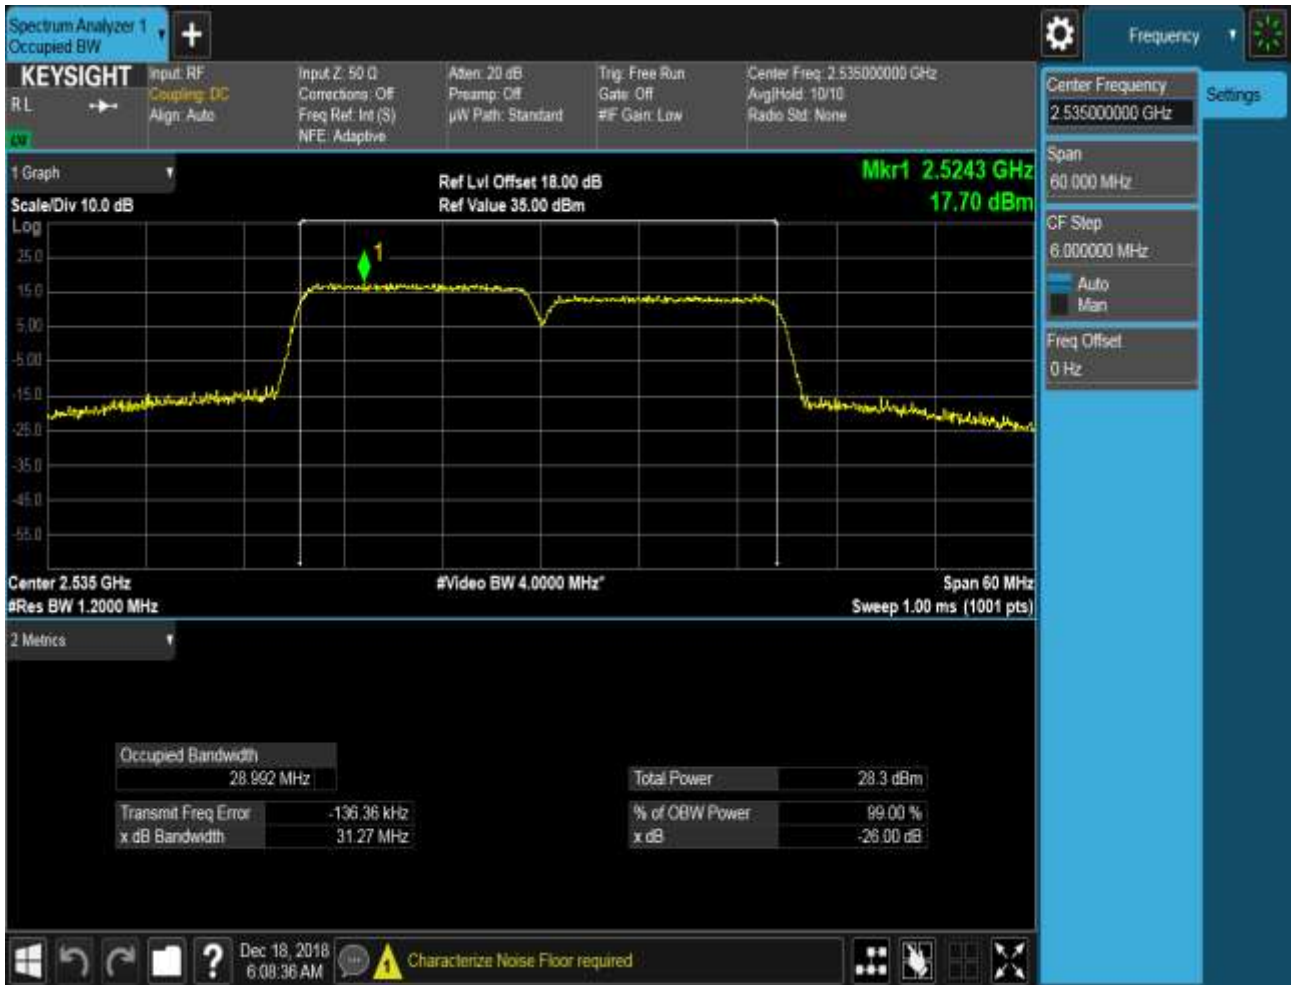 Spectrum Analyzer 1
Occupied BW
Frequency
KEYSIGHT
R L
LXI
Input: RF
Coupling: DC
Align: Auto
Input Z: 50 Ω
Corrections: Off
Freq Ref: Int (S)
NFE: Adaptive
Atten: 20 dB
Preamp: Off
µW Path: Standard
Trig: Free Run
Gate: Off
#IF Gain: Low
Center Freq: 2.535000000 GHz
Avg|Hold: 10/10
Radio Std: None
Center Frequency
2.535000000 GHz
Settings
Span
60.000 MHz
CF Step
6.000000 MHz
Auto
Man
Freq Offset
0 Hz
1 Graph
Scale/Div 10.0 dB
Ref Lvl Offset 18.00 dB
Ref Value 35.00 dBm
Mkr1 2.5243 GHz
17.70 dBm
Log
25.0
15.0
5.00
-5.00
-15.0
-25.0
-35.0
-45.0
-55.0
1
Center 2.535 GHz
#Video BW 4.0000 MHz*
Span 60 MHz
#Res BW 1.2000 MHz
Sweep 1.00 ms (1001 pts)
2 Metrics
Occupied Bandwidth
28.992 MHz
Total Power 28.3 dBm
Transmit Freq Error -136.36 kHz
% of OBW Power 99.00 %
x dB Bandwidth 31.27 MHz
x dB -26.00 dB
?
Dec 18, 2018
6:08:36 AM
1
Characterize Noise Floor required